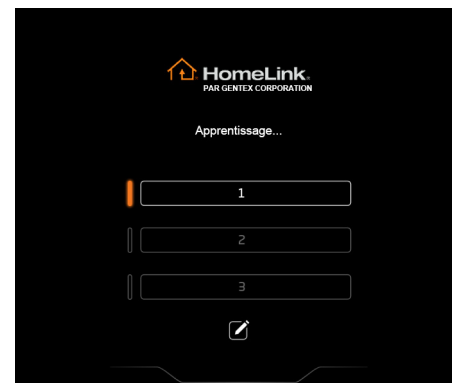 HomeLink.
PAR GENTEX CORPORATION
Apprentissage...
1
2
3